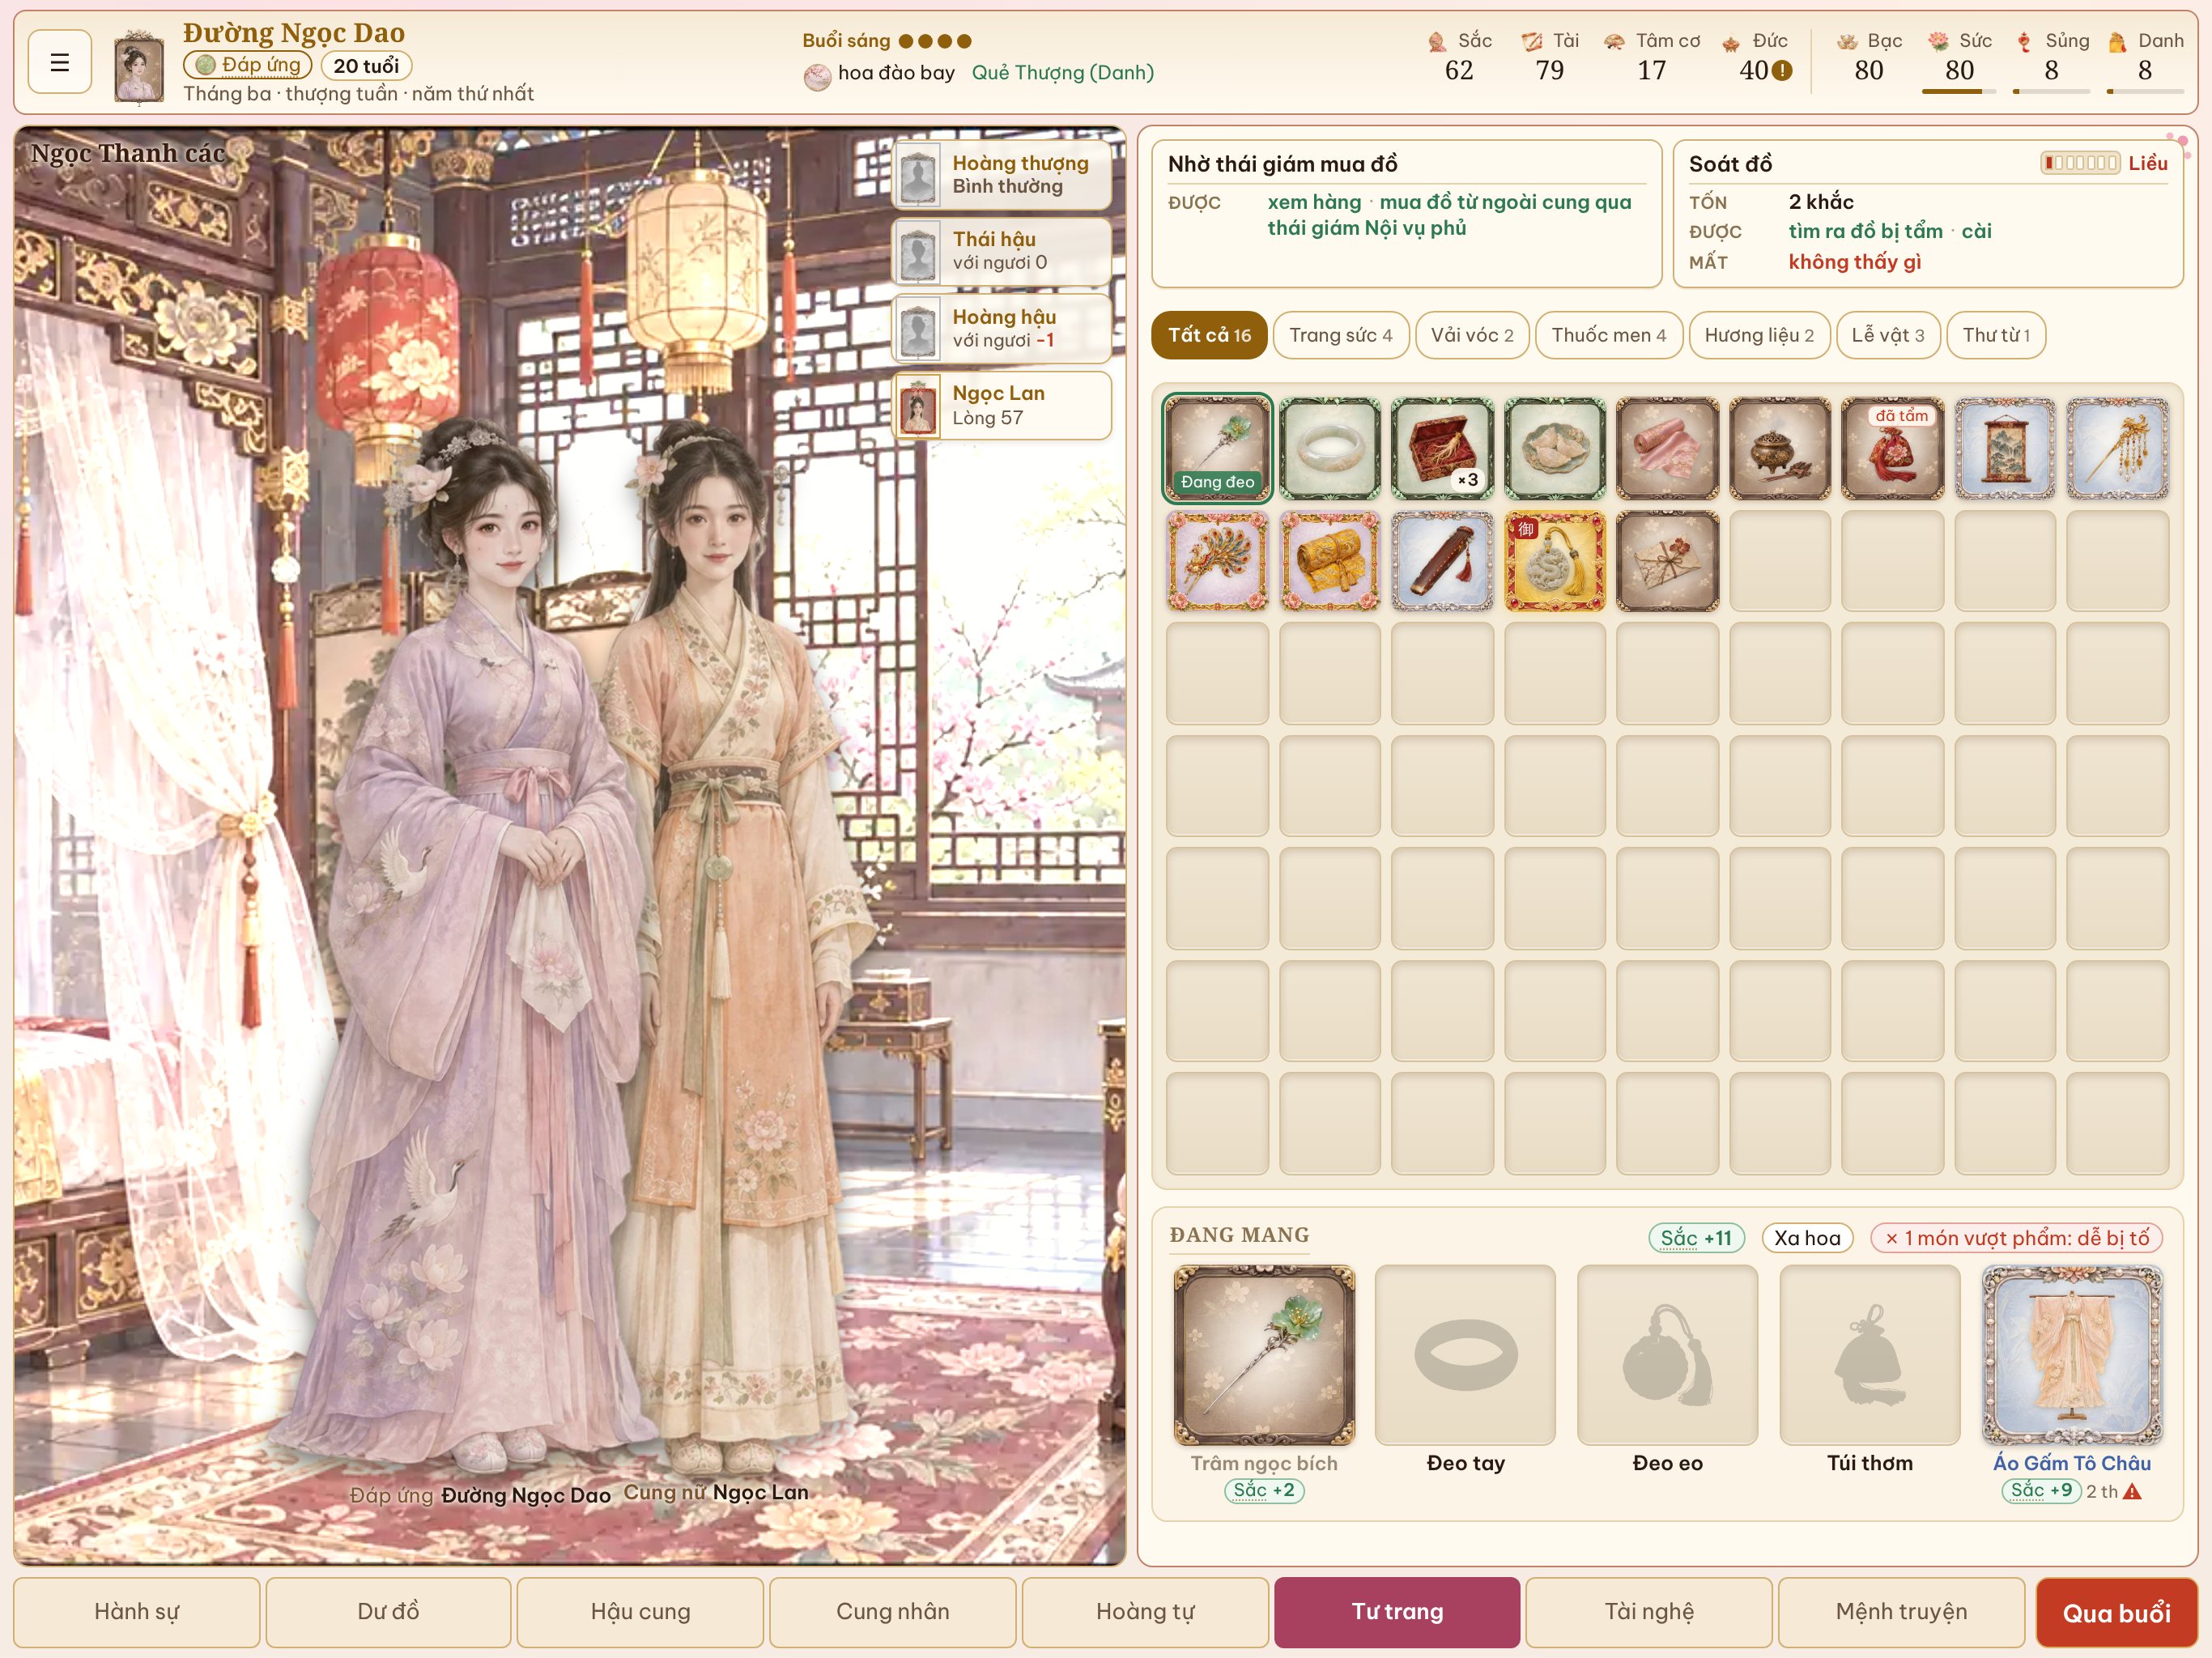 ☰
Đường Ngọc Dao
Đáp ứng 20 tuổi
Tháng ba · thượng tuần · năm thứ nhất
Buổi sáng
hoa đào bay Quẻ Thượng (Danh)
Sắc Tài Tâm cơ Đức Bạc Sức Sủng Danh
62 79 17 40 ! 80 80 8 8
Ngọc Thanh các
Hoàng thượng
Bình thường
Thái hậu
với ngươi 0
Hoàng hậu
với ngươi -1
Ngọc Lan
Lòng 57
Đáp ứng Đường Ngọc Dao Cung nữ Ngọc Lan
Nhờ thái giám mua đồ
ĐƯỢC xem hàng · mua đồ từ ngoài cung qua
thái giám Nội vụ phủ
Soát đồ Liều
TỐN 2 khắc
ĐƯỢC tìm ra đồ bị tẩm · cài
MẤT không thấy gì
Tất cả 16 Trang sức 4 Vải vóc 2 Thuốc men 4 Hương liệu 2 Lễ vật 3 Thư từ 1
Đang đeo
×3
đã tẩm
御
ĐANG MANG Sắc +11 Xa hoa × 1 món vượt phẩm: dễ bị tố
Trâm ngọc bích Đeo tay Đeo eo Túi thơm Áo Gấm Tô Châu
Sắc +2 Sắc +9 2 th
Hành sự Dư đồ Hậu cung Cung nhân Hoàng tự Tư trang Tài nghệ Mệnh truyện Qua buổi